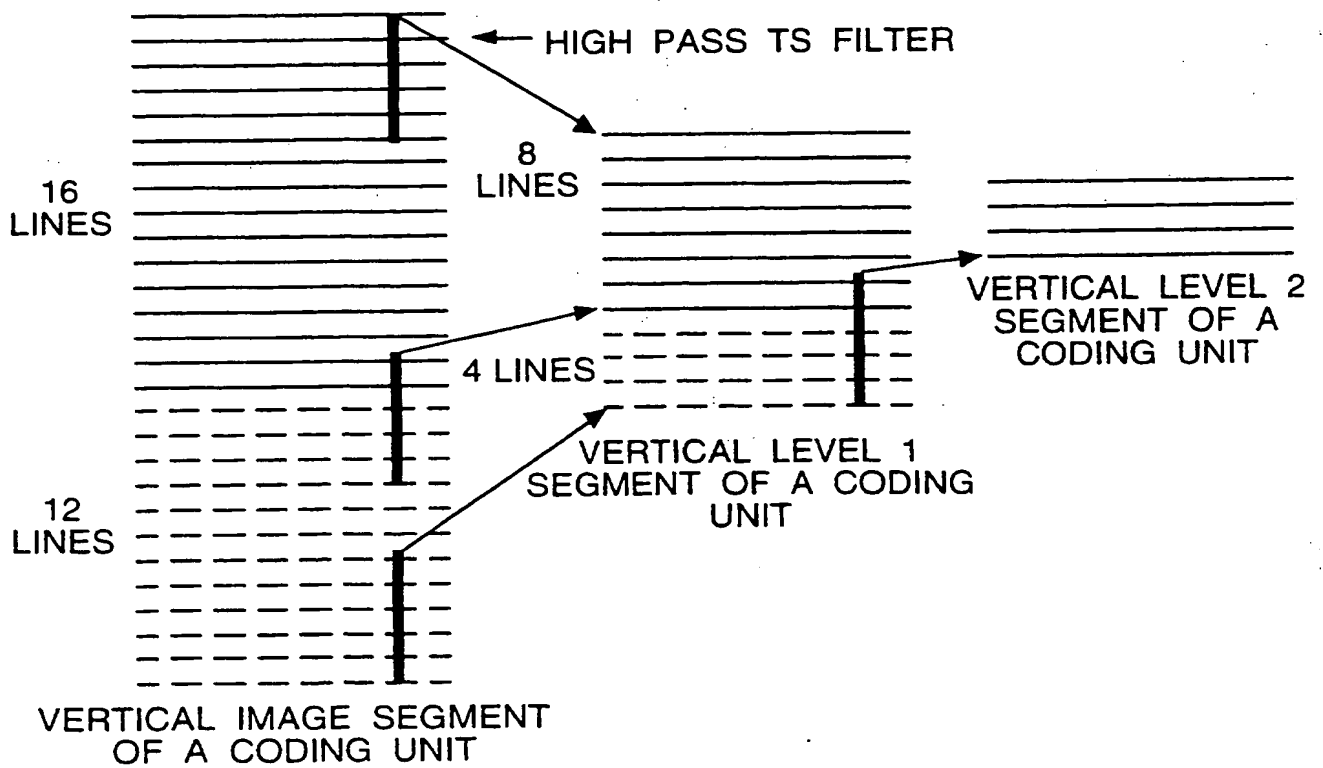 HIGH PASS TS FILTER
16
LINES
8
LINES
VERTICAL LEVEL 2
SEGMENT OF A
CODING UNIT
4 LINES
VERTICAL LEVEL 1
SEGMENT OF A CODING
UNIT
12
LINES
VERTICAL IMAGE SEGMENT
OF A CODING UNIT